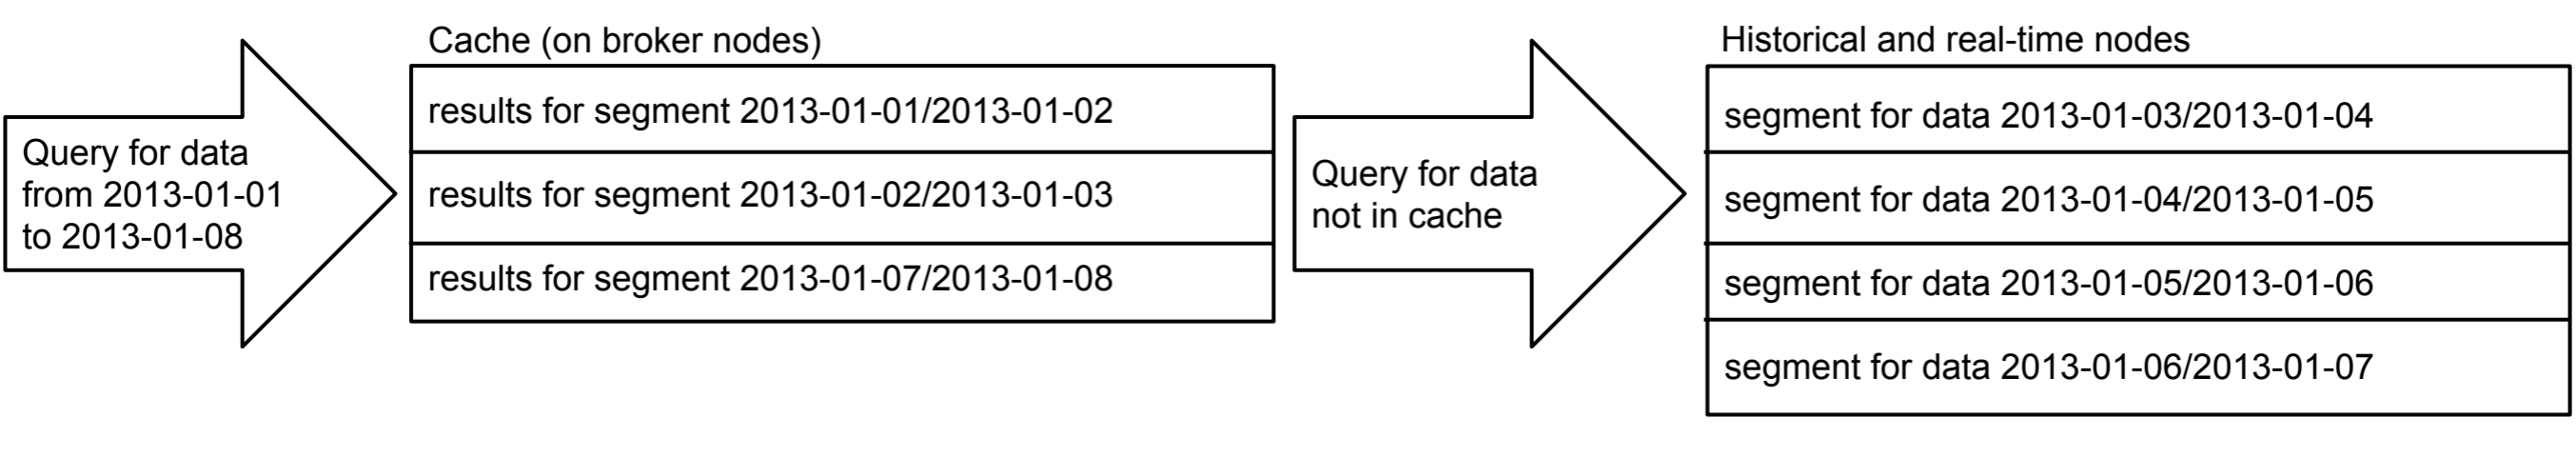 Query for data
from 2013-01-01
to 2013-01-08
Cache (on broker nodes)
results for segment 2013-01-01/2013-01-02
results for segment 2013-01-02/2013-01-03
results for segment 2013-01-07/2013-01-08
Query for data
not in cache
Historical and real-time nodes
segment for data 2013-01-03/2013-01-04
segment for data 2013-01-04/2013-01-05
segment for data 2013-01-05/2013-01-06
segment for data 2013-01-06/2013-01-07